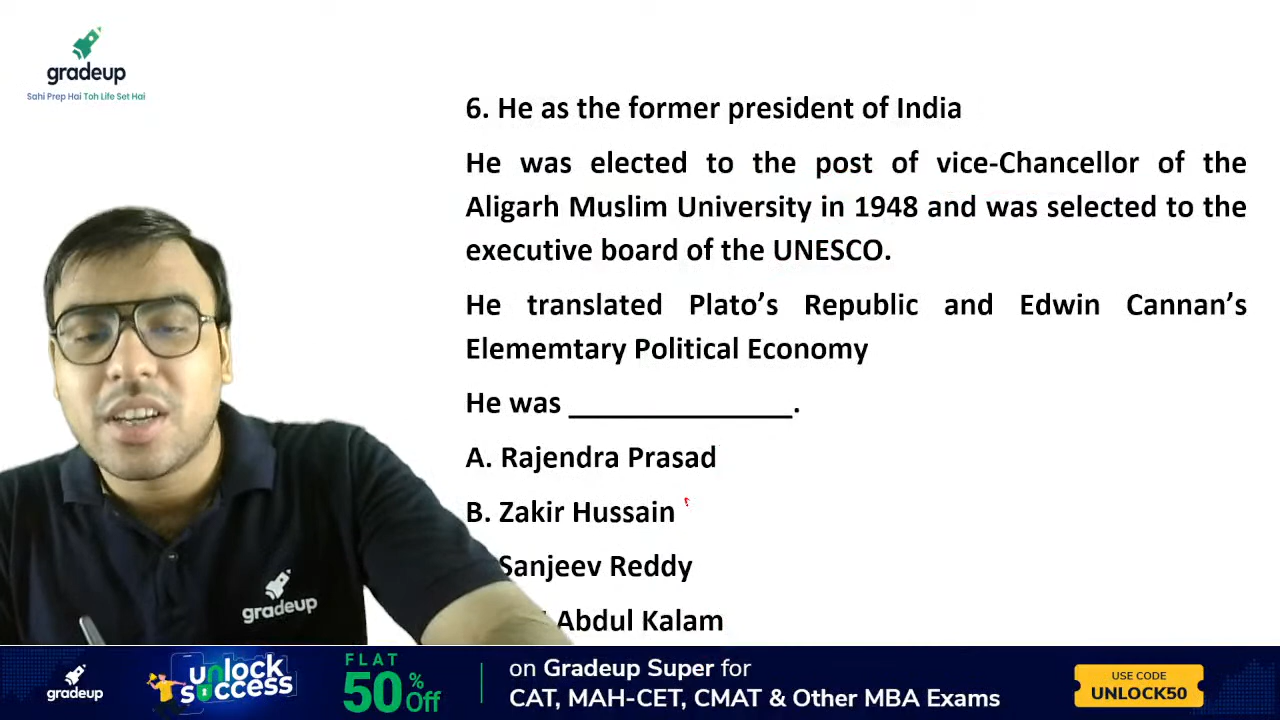 gradeup
Sahi Prep Hai Toh Life Set Hai
6. He as the former president of India
He was elected to the post of vice-Chancellor of the
Aligarh Muslim University in 1948 and was selected to the
executive board of the UNESCO.
He translated Plato’s Republic and Edwin Cannan’s
Elememtary Political Economy
He was ______________.
A. Rajendra Prasad
B. Zakir Hussain
Sanjeev Reddy
Abdul Kalam
gradeup
gradeup
unlock
success
FLAT
50% Off
on Gradeup Super for
CAT, MAH-CET, CMAT & Other MBA Exams
USE CODE
UNLOCK50